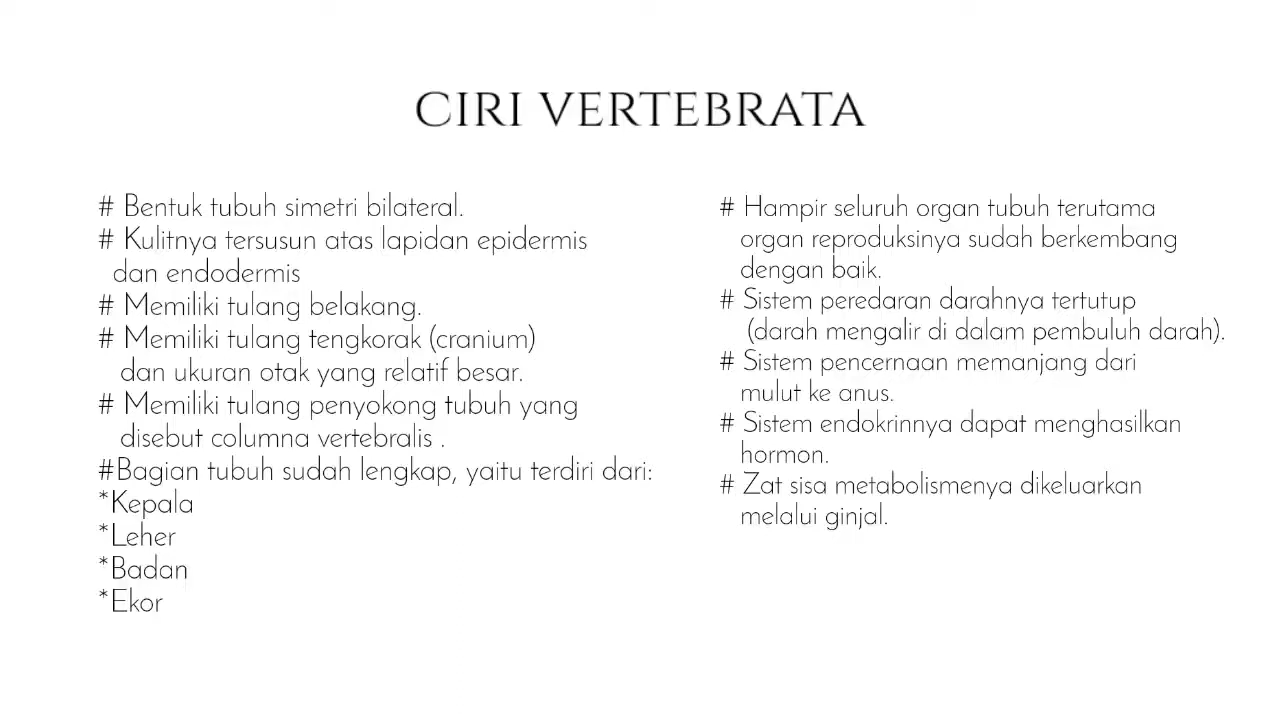 CIRI VERTEBRATA
# Bentuk tubuh simetri bilateral.
# Kulitnya tersusun atas lapidan epidermis
dan endodermis
# Memiliki tulang belakang.
# Memiliki tulang tengkorak (cranium)
dan ukuran otak yang relatif besar.
# Memiliki tulang penyokong tubuh yang
disebut columna vertebralis .
#Bagian tubuh sudah lengkap, yaitu terdiri dari:
*Kepala
*Leher
*Badan
*Ekor
# Hampir seluruh organ tubuh terutama
organ reproduksinya sudah berkembang
dengan baik.
# Sistem peredaran darahnya tertutup
(darah mengalir di dalam pembuluh darah).
# Sistem pencernaan memanjang dari
mulut ke anus.
# Sistem endokrinnya dapat menghasilkan
hormon.
# Zat sisa metabolismenya dikeluarkan
melalui ginjal.